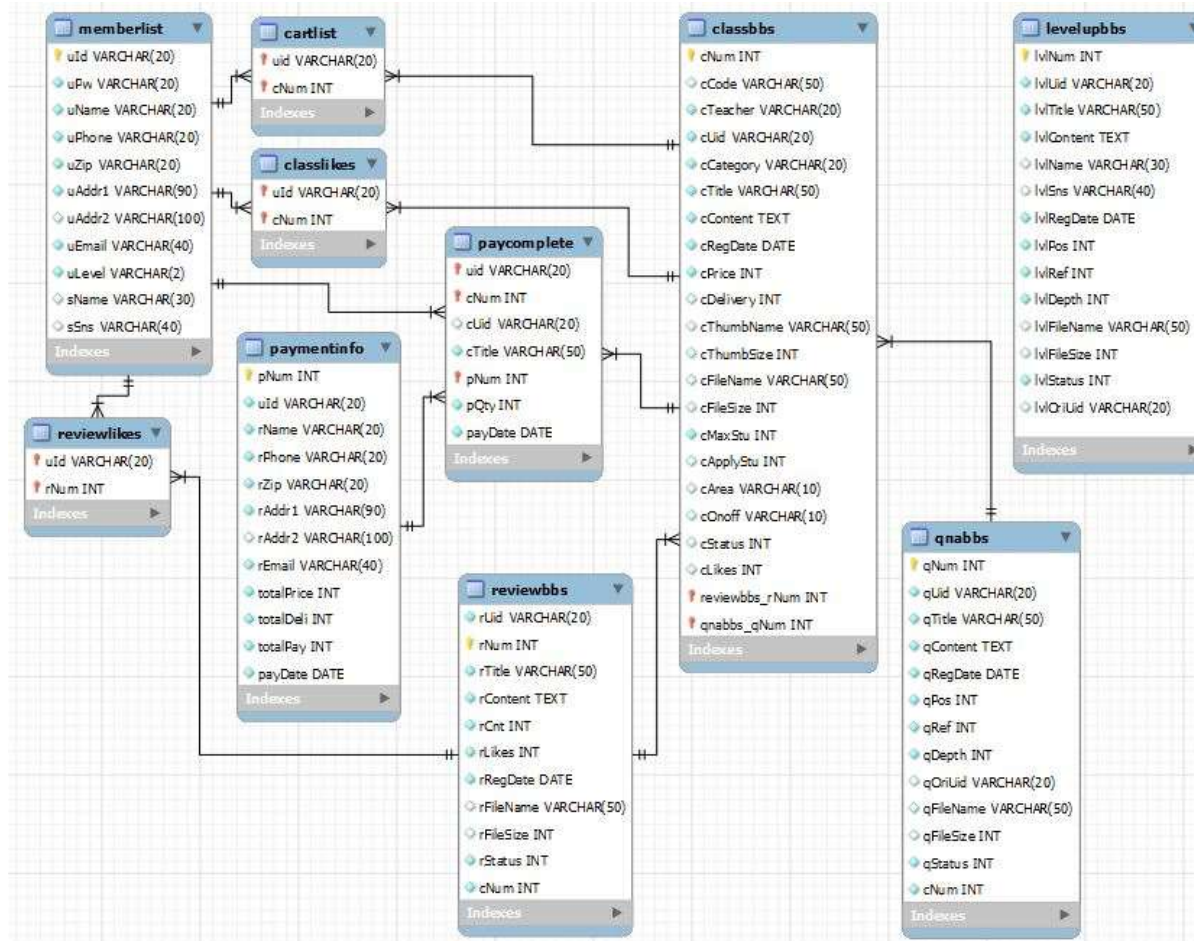 memberlist
uId VARCHAR(20)
uPw VARCHAR(20)
uName VARCHAR(20)
uPhone VARCHAR(20)
uZip VARCHAR(20)
uAddr1 VARCHAR(90)
uAddr2 VARCHAR(100)
uEmail VARCHAR(40)
uLevel VARCHAR(2)
sName VARCHAR(30)
sSns VARCHAR(40)
Indexes
cartlist
uid VARCHAR(20)
cNum INT
Indexes
classlikes
uId VARCHAR(20)
cNum INT
Indexes
paycomplete
uid VARCHAR(20)
cNum INT
cUid VARCHAR(20)
cTitle VARCHAR(50)
pNum INT
pQty INT
payDate DATE
Indexes
paymentinfo
pNum INT
uId VARCHAR(20)
rName VARCHAR(20)
rPhone VARCHAR(20)
rZip VARCHAR(20)
rAddr1 VARCHAR(90)
rAddr2 VARCHAR(100)
rEmail VARCHAR(40)
totalPrice INT
totalDeli INT
totalPay INT
payDate DATE
Indexes
reviewlikes
uId VARCHAR(20)
rNum INT
Indexes
reviewbbs
rUid VARCHAR(20)
rNum INT
rTitle VARCHAR(50)
rContent TEXT
rCnt INT
rLikes INT
rRegDate DATE
rFileName VARCHAR(50)
rFileSize INT
rStatus INT
cNum INT
Indexes
classbbs
cNum INT
cCode VARCHAR(50)
cTeacher VARCHAR(20)
cUid VARCHAR(20)
cCategory VARCHAR(20)
cTitle VARCHAR(50)
cContent TEXT
cRegDate DATE
cPrice INT
cDelivery INT
cThumbName VARCHAR(50)
cThumbSize INT
cFileName VARCHAR(50)
cFileSize INT
cMaxStu INT
cApplyStu INT
cArea VARCHAR(10)
cOnoff VARCHAR(10)
cStatus INT
cLikes INT
reviewbbs_rNum INT
qnabbs_qNum INT
Indexes
levelupbbs
lvlNum INT
lvlUid VARCHAR(20)
lvlTitle VARCHAR(50)
lvlContent TEXT
lvlName VARCHAR(30)
lvlSns VARCHAR(40)
lvlRegDate DATE
lvlPos INT
lvlRef INT
lvlDepth INT
lvlFileName VARCHAR(50)
lvlFileSize INT
lvlStatus INT
lvlOriUid VARCHAR(20)
Indexes
qnabbs
qNum INT
qUid VARCHAR(20)
qTitle VARCHAR(50)
qContent TEXT
qRegDate DATE
qPos INT
qRef INT
qDepth INT
qOriUid VARCHAR(20)
qFileName VARCHAR(50)
qFileSize INT
qStatus INT
cNum INT
Indexes